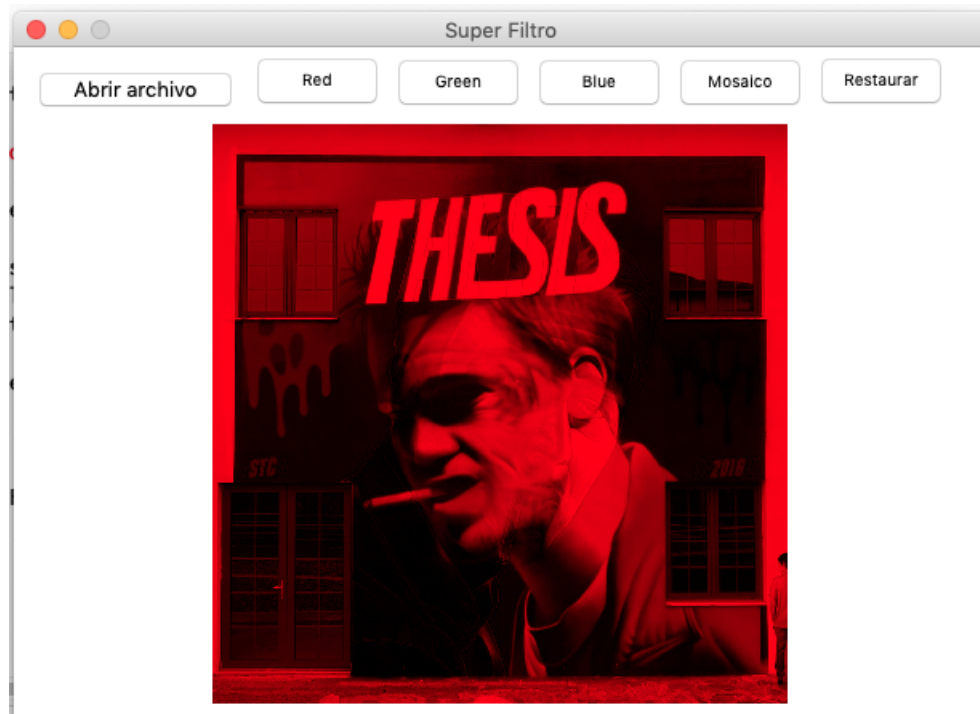 Super Filtro
Abrir archivo
Red
Green
Blue
Mosaico
Restaurar
THESIS
STC
2016